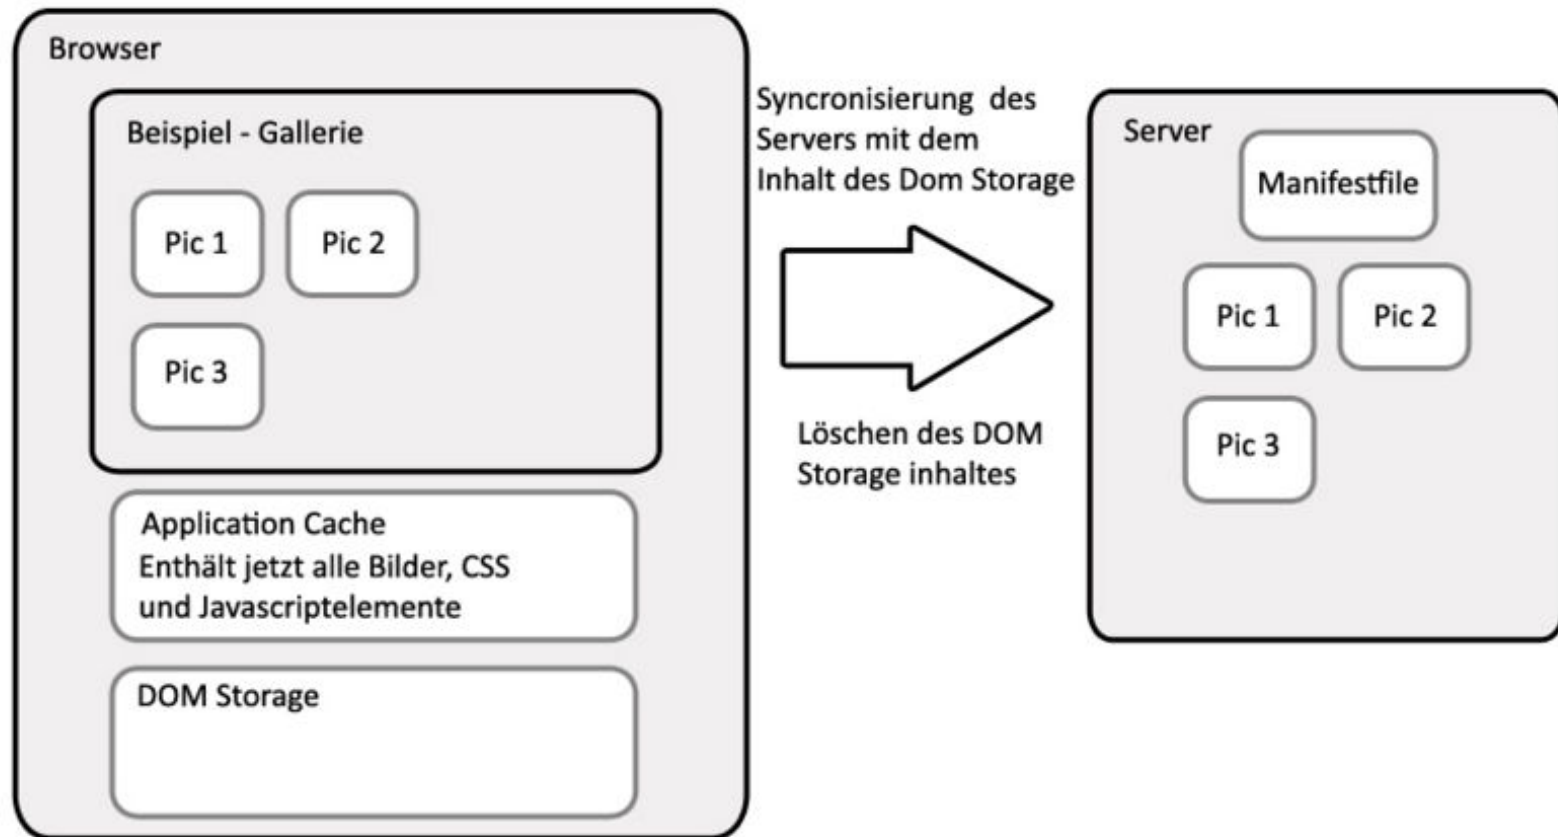 Browser
Beispiel - Gallerie
Pic 1
Pic 2
Pic 3
Application Cache
Enthält jetzt alle Bilder, CSS
und Javascriptelemente
DOM Storage
Syncronisierung des
Servers mit dem
Inhalt des Dom Storage
Löschen des DOM
Storage inhaltes
Server
Manifestfile
Pic 1
Pic 2
Pic 3